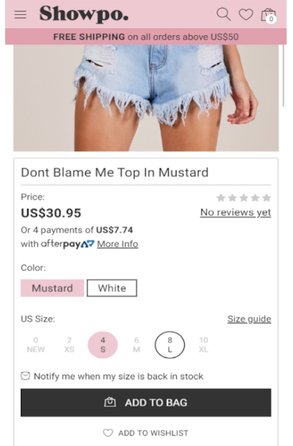 Showpo.
0
FREE SHIPPING on all orders above US$50
Dont Blame Me Top In Mustard
Price:
US$30.95
No reviews yet
Or 4 payments of US$7.74
with afterpay More Info
Color:
Mustard White
US Size: Size guide
0 2 4 6 8 10
NEW XS S M L XL
Notify me when my size is back in stock
ADD TO BAG
ADD TO WISHLIST